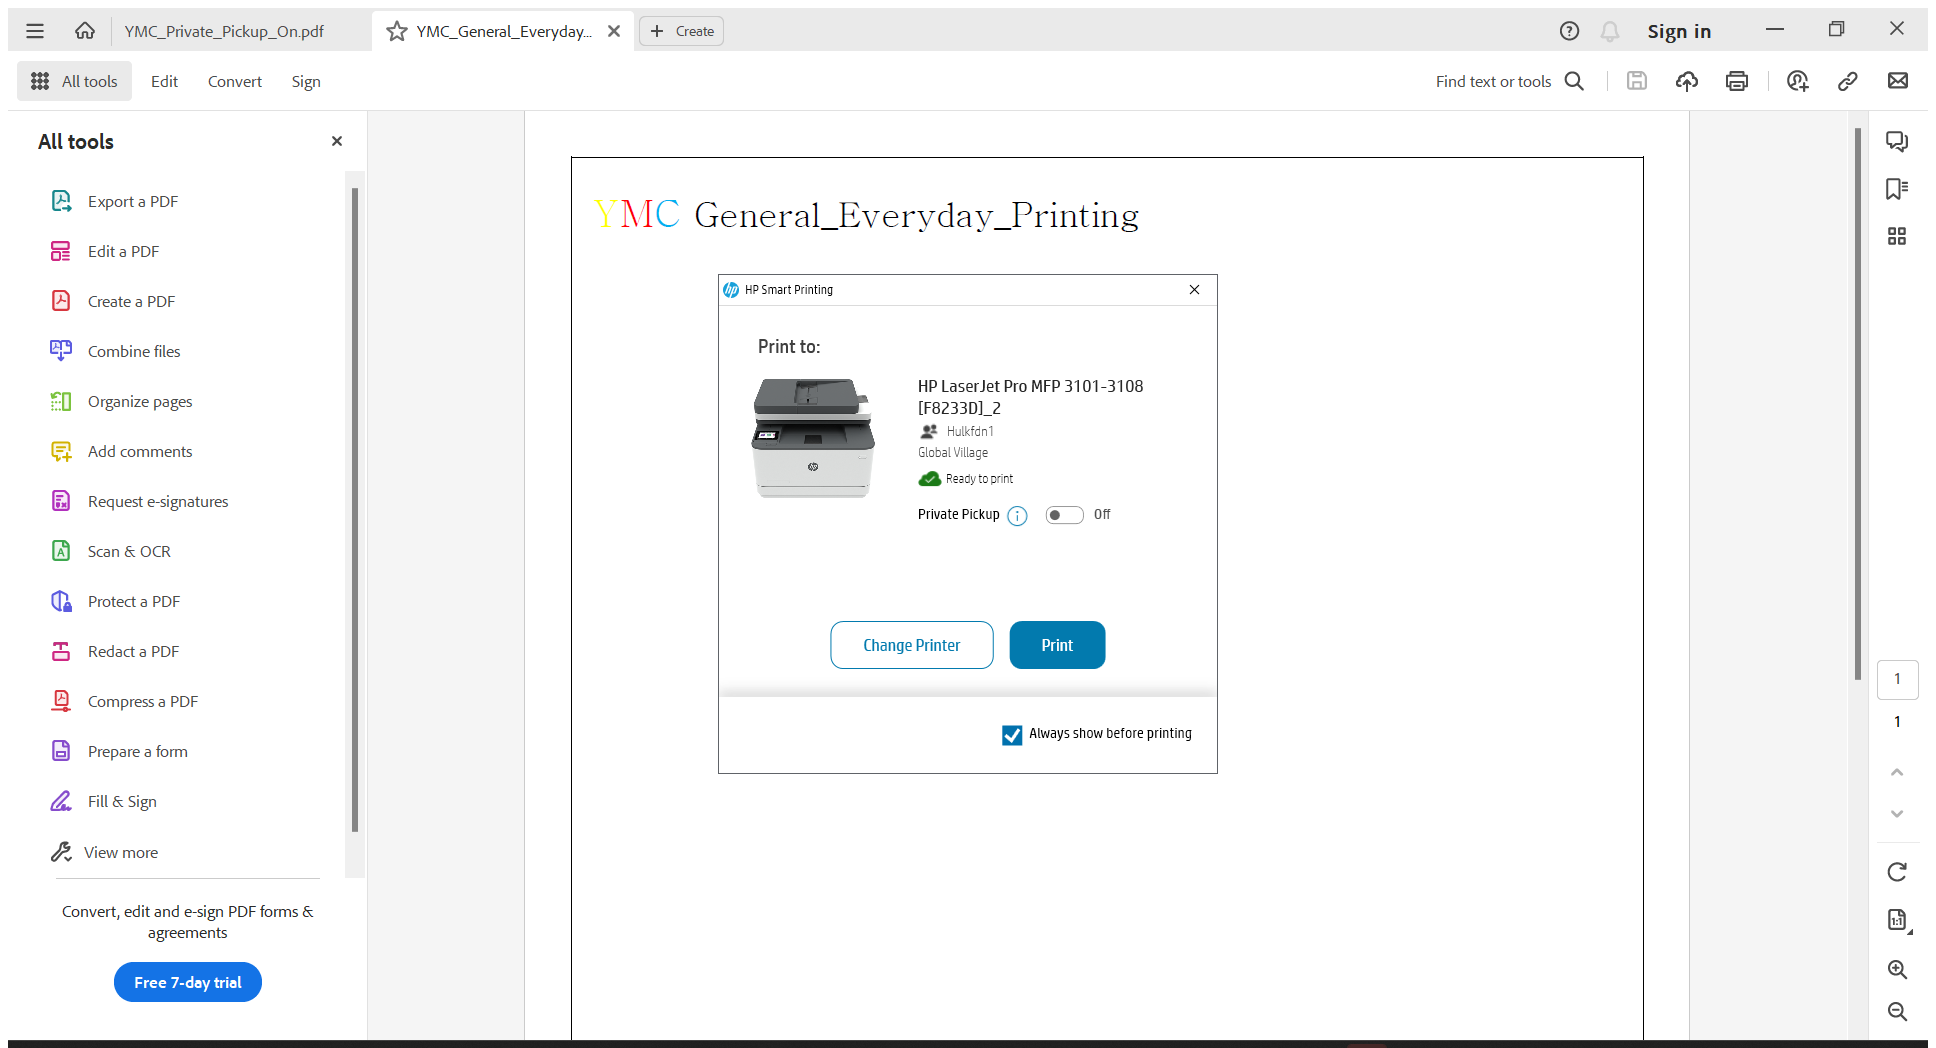 YMC_Private_Pickup_On.pdf
YMC_General_Everyday...
Create
Sign in
All tools
Edit
Convert
Sign
Find text or tools
All tools
Export a PDF
Edit a PDF
Create a PDF
Combine files
Organize pages
Add comments
Request e-signatures
Scan & OCR
Protect a PDF
Redact a PDF
Compress a PDF
Prepare a form
Fill & Sign
View more
Convert, edit and e-sign PDF forms &
agreements
Free 7-day trial
YMC General_Everyday_Printing
hp HP Smart Printing
Print to:
HP LaserJet Pro MFP 3101-3108
[F8233D]_2
Hulkfdn1
Global Village
Ready to print
Private Pickup
Off
Change Printer
Print
Always show before printing
1
1
1:1